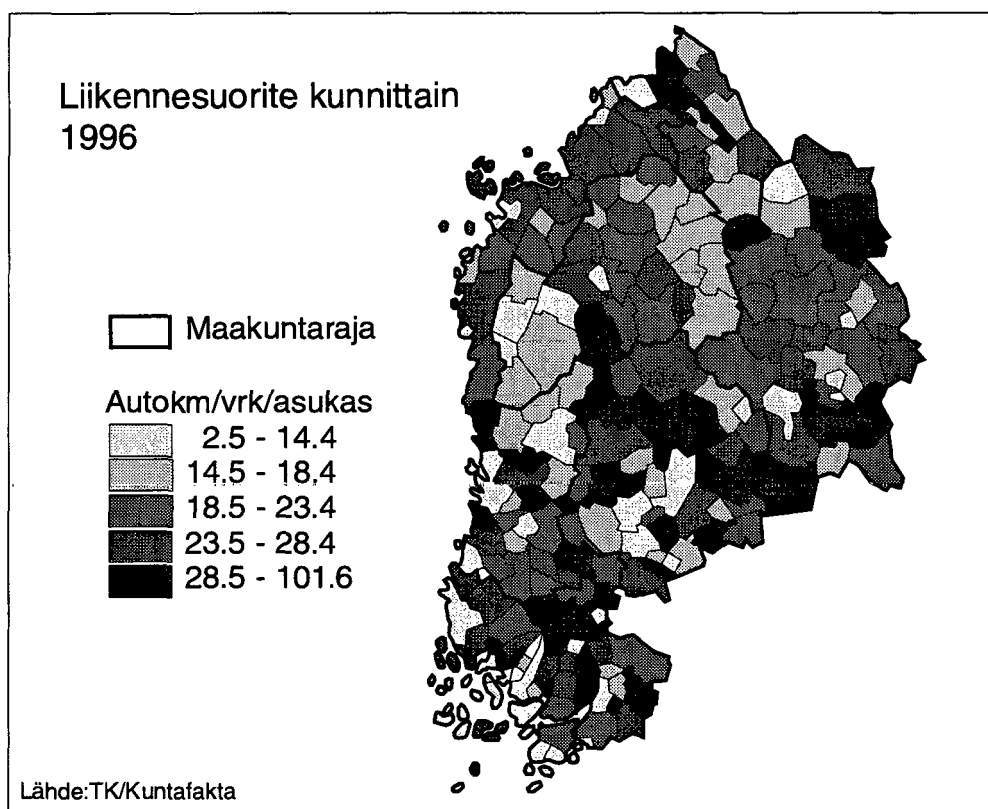 Liikennesuorite kunnittain
1996
Maakuntaraja
Autokm/vrk/asukas
2.5 - 14.4
14.5 - 18.4
18.5 - 23.4
23.5 - 28.4
28.5 - 101.6
Lähde:TK/Kuntafakta